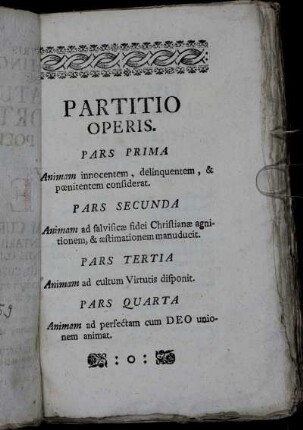 PARTITIO
OPERIS.
PARS PRIMA
Animam innocentem, delinquentem, &
pœnitentem considerat.
PARS SECUNDA
Animam ad salvificæ fidei Christianæ agni-
tionem, & æstimationem manuducit.
PARS TERTIA
Animam ad cultum Virtutis disponit.
PARS QUARTA
Animam ad perfectam cum DEO unio-
nem animat.
: o :